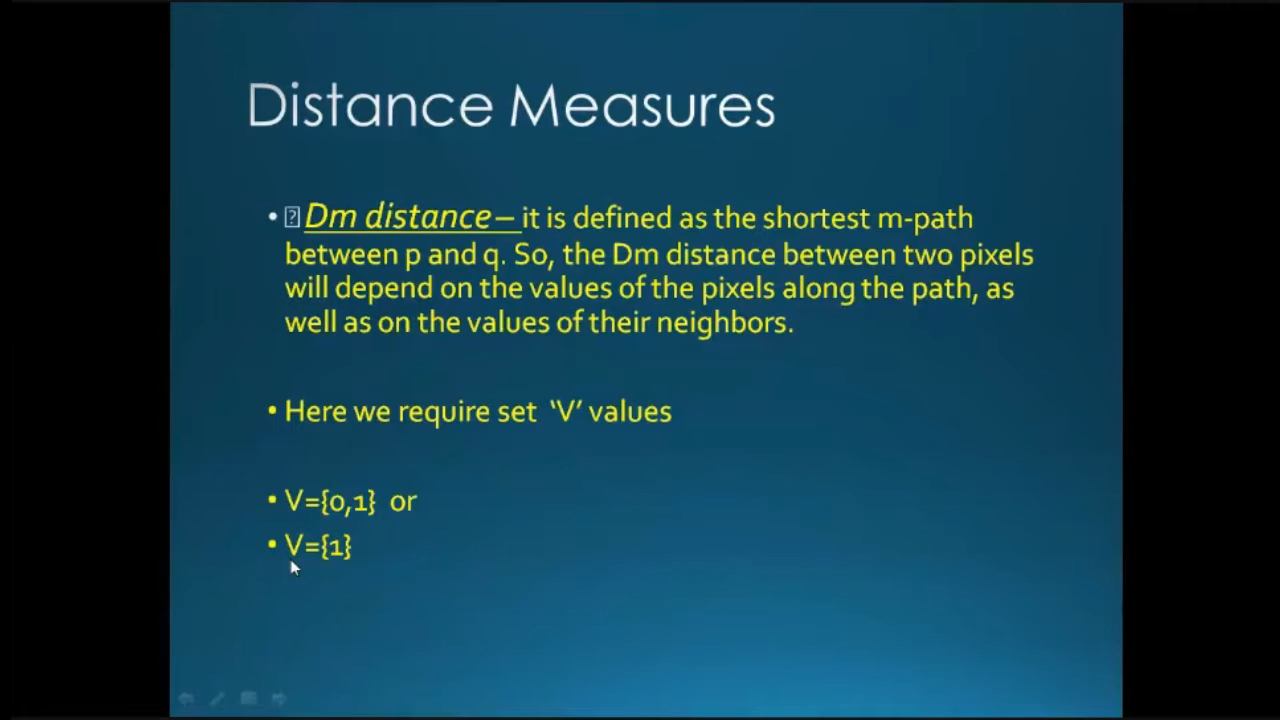 Distance Measures
• Dm distance – it is defined as the shortest m-path
between p and q. So, the Dm distance between two pixels
will depend on the values of the pixels along the path, as
well as on the values of their neighbors.
• Here we require set ‘V’ values
• V={0,1} or
• V={1}